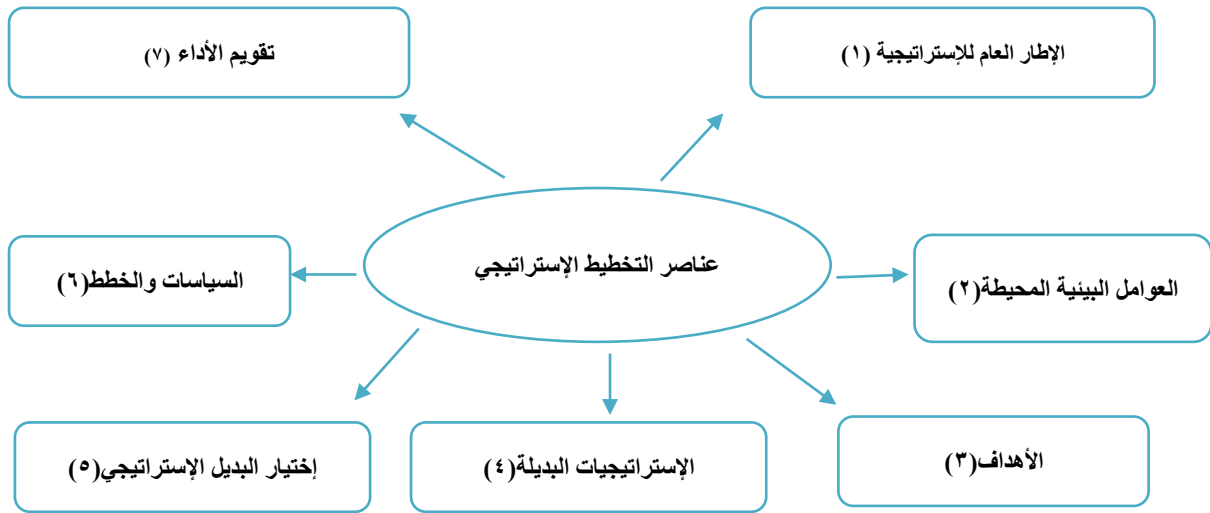 الإطار العام للإستراتيجية (١)
تقويم الأداء (٧)
عناصر التخطيط الإستراتيجي
العوامل البيئية المحيطة(٢)
السياسات والخطط(٦)
الأهداف(٣)
الإستراتيجيات البديلة(٤)
إختيار البديل الإستراتيجي(٥)